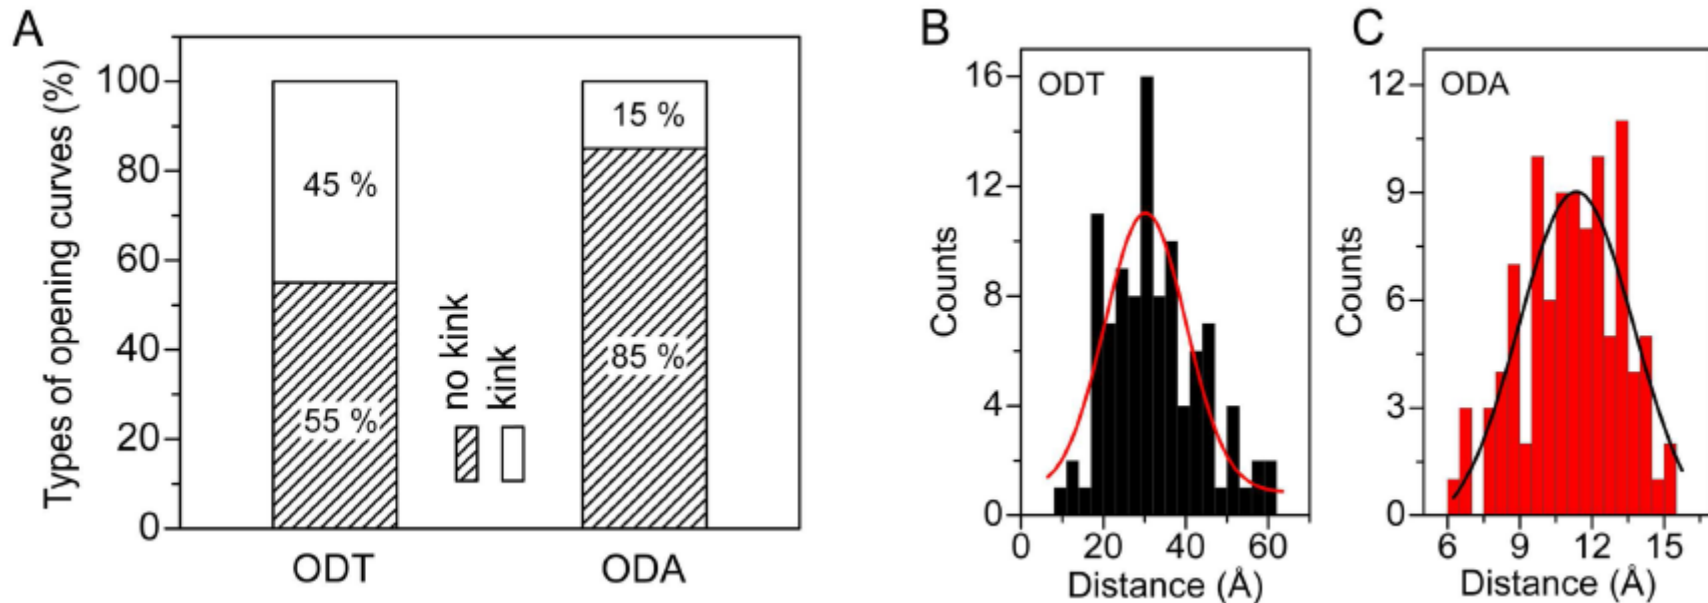 A
Types of opening curves (%)
100
80
60
40
20
0
45 %
55 %
15 %
85 %
no kink
kink
ODT
ODA
B
ODT
Counts
16
12
8
4
0
0 20 40 60
Distance (Å)
C
ODA
Counts
12
9
6
3
0
6 9 12 15
Distance (Å)